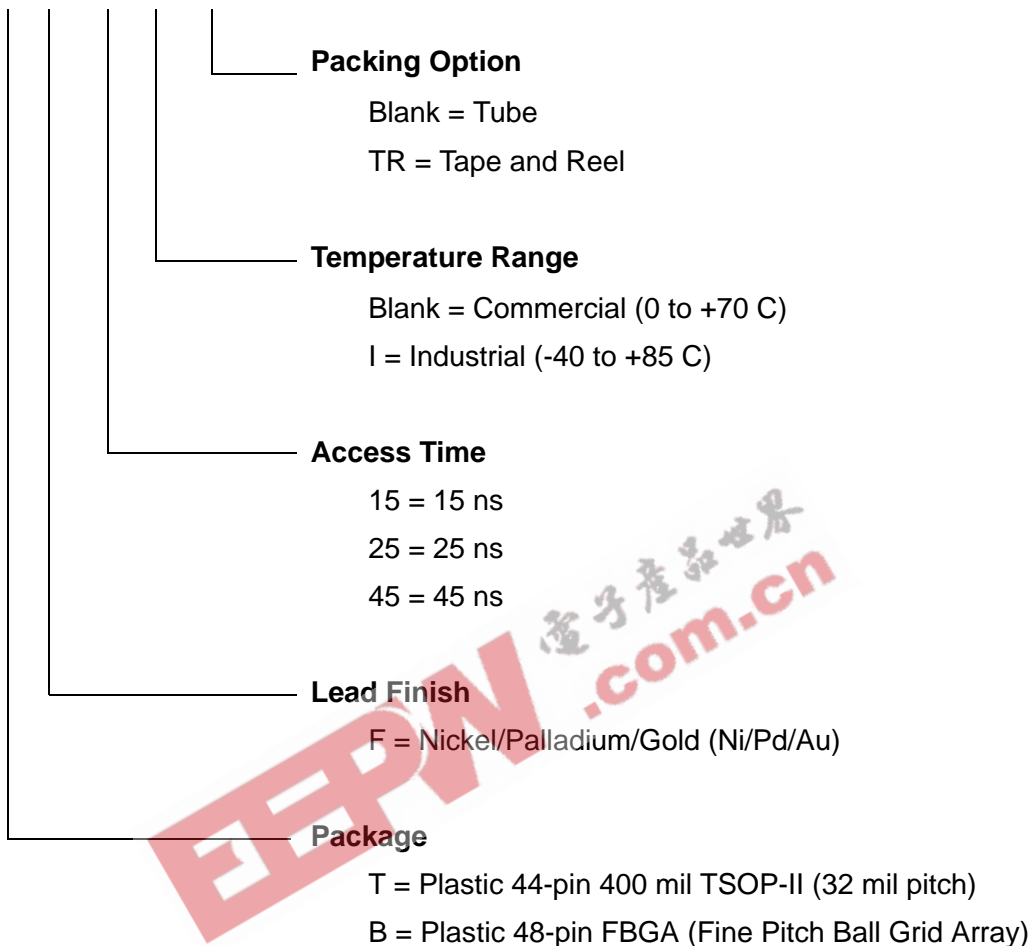 Packing Option
Blank = Tube
TR = Tape and Reel
Temperature Range
Blank = Commercial (0 to +70 C)
I = Industrial (-40 to +85 C)
Access Time
15 = 15 ns
25 = 25 ns
45 = 45 ns
電子產品世界
.com.cn
EEPW
Lead Finish
F = Nickel/Palladium/Gold (Ni/Pd/Au)
Package
T = Plastic 44-pin 400 mil TSOP-II (32 mil pitch)
B = Plastic 48-pin FBGA (Fine Pitch Ball Grid Array)